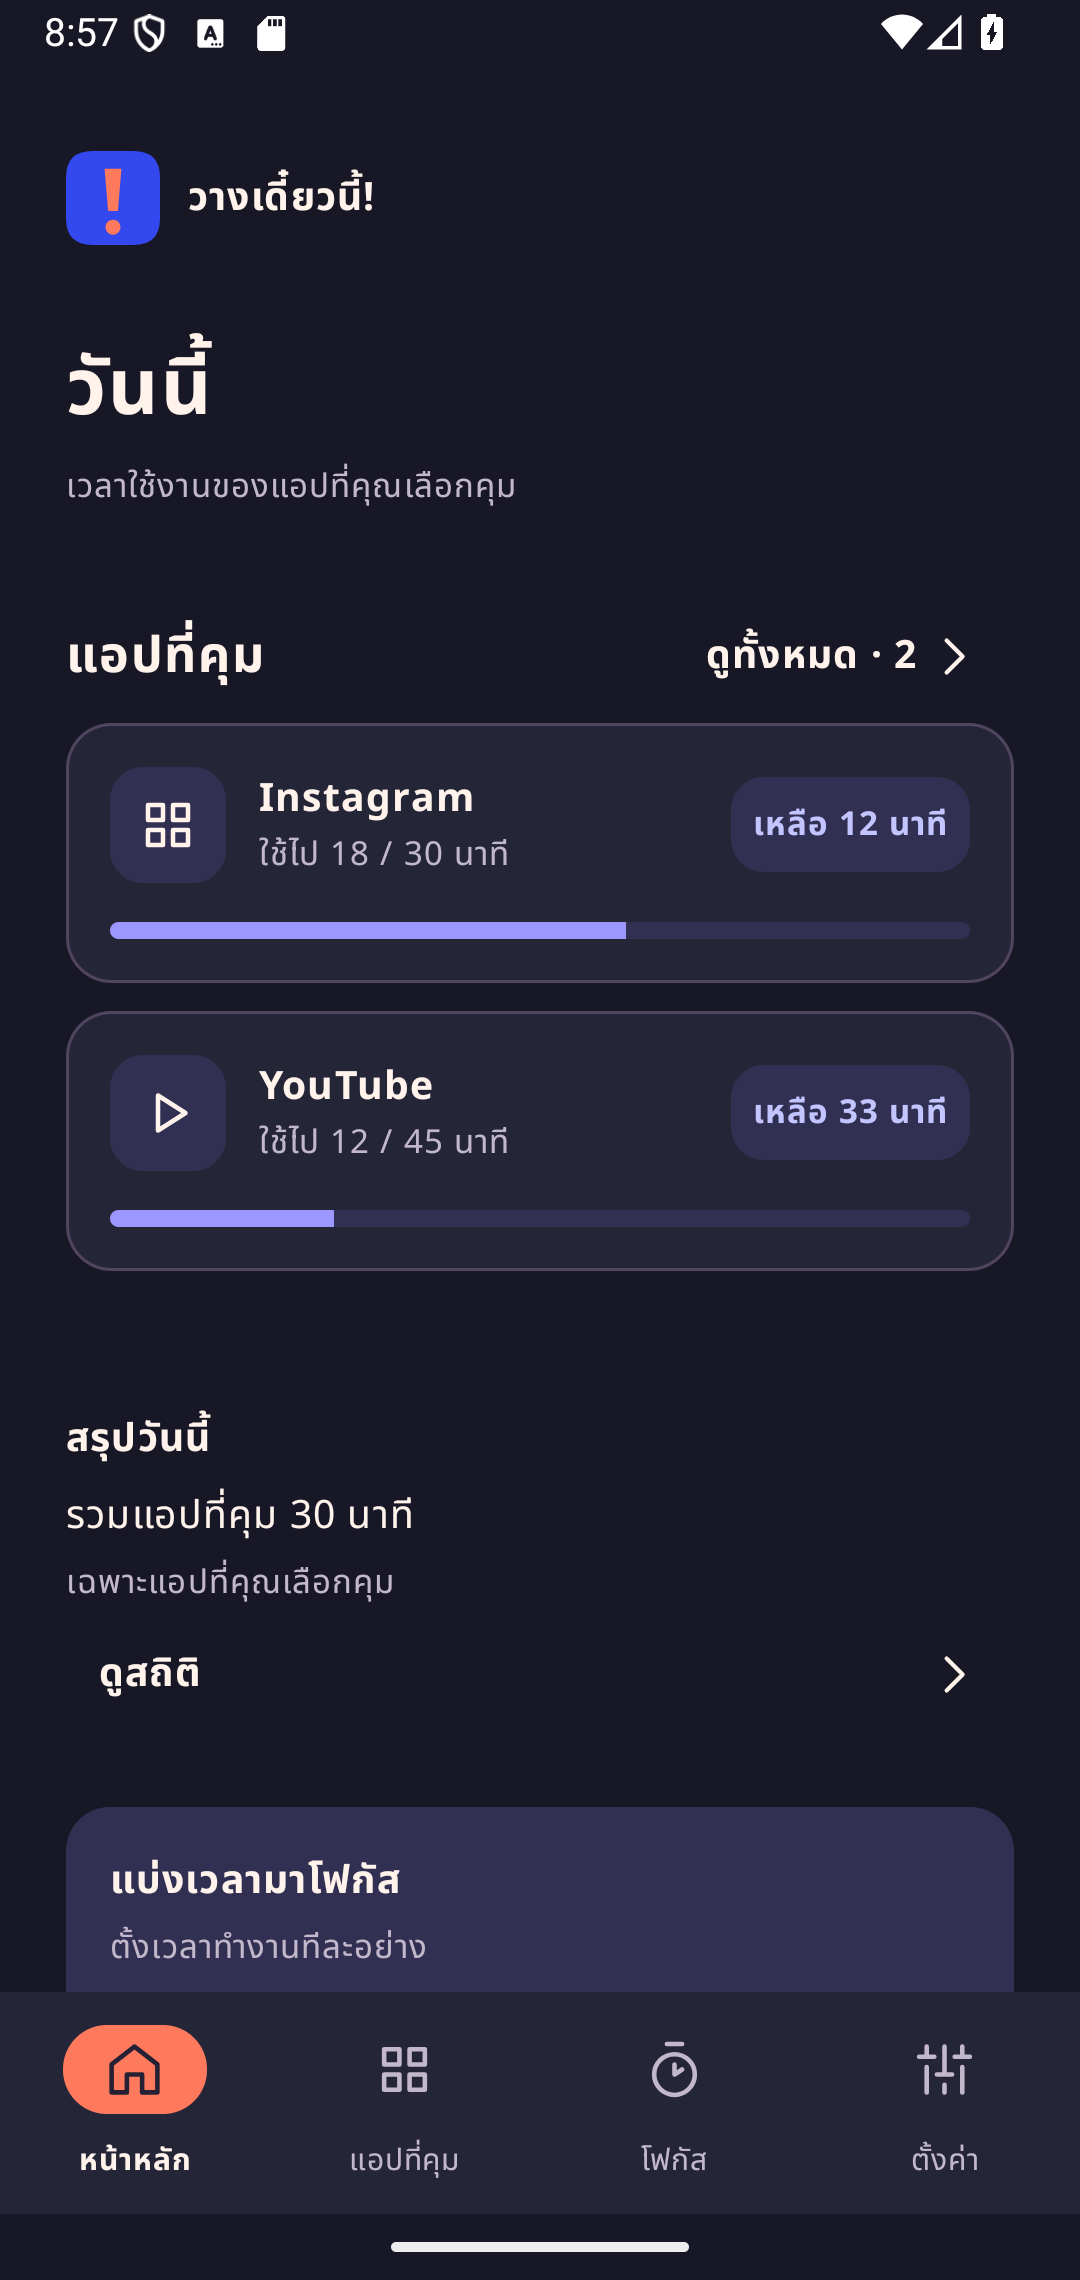 8:57
วางเดี๋ยวนี้!
วันนี้
เวลาใช้งานของแอปที่คุณเลือกคุม
แอปที่คุม
ดูทั้งหมด · 2
Instagram
ใช้ไป 18 / 30 นาที
เหลือ 12 นาที
YouTube
ใช้ไป 12 / 45 นาที
เหลือ 33 นาที
สรุปวันนี้
รวมแอปที่คุม 30 นาที
เฉพาะแอปที่คุณเลือกคุม
ดูสถิติ
แบ่งเวลามาโฟกัส
ตั้งเวลาทำงานทีละอย่าง
หน้าหลัก
แอปที่คุม
โฟกัส
ตั้งค่า